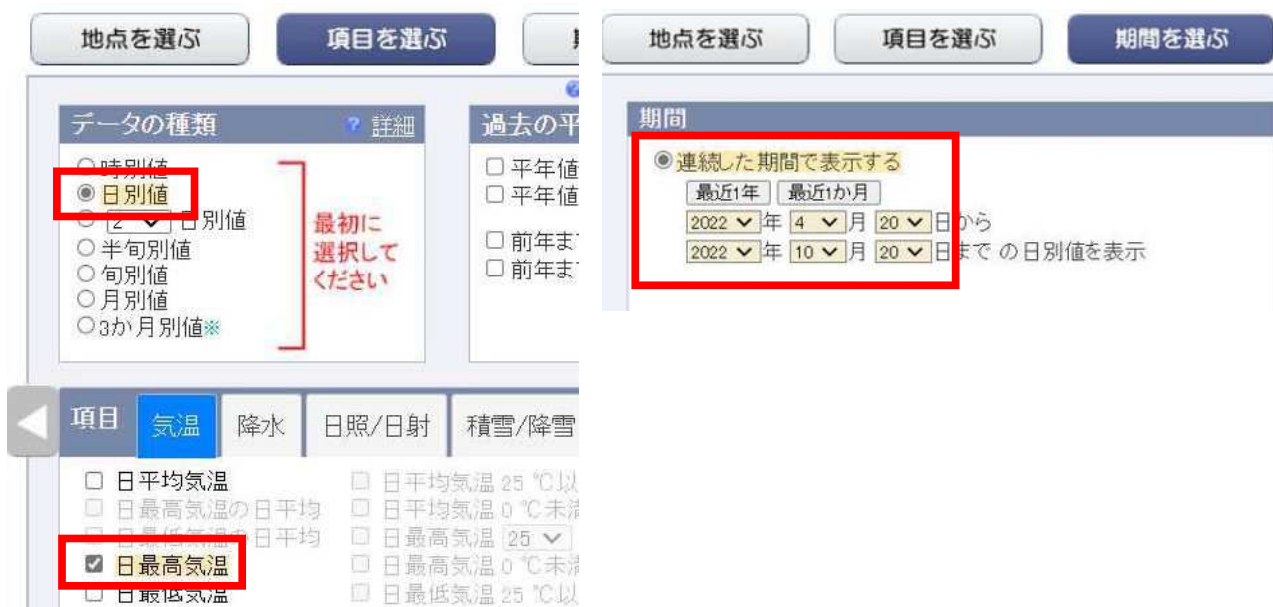 地点を選ぶ
項目を選ぶ
データの種類
詳細
時別値
日別値
2 日別値
半旬別値
旬別値
月別値
3か月別値※
最初に
選択して
ください
過去の平
平年値
平年値
前年ま
前年ま
項目
気温
降水
日照/日射
積雪/降雪
日平均気温
日最高気温の日平均
日最低気温の日平均
日最高気温
日最低気温
日平均気温 25 ℃以
日平均気温 0 ℃未満
日最高気温 25
日最高気温 0 ℃未満
日最低気温 25 ℃以
地点を選ぶ
項目を選ぶ
期間を選ぶ
期間
連続した期間で表示する
最近1年 最近1か月
2022 年 4 月 20 日から
2022 年 10 月 20 日まで の日別値を表示